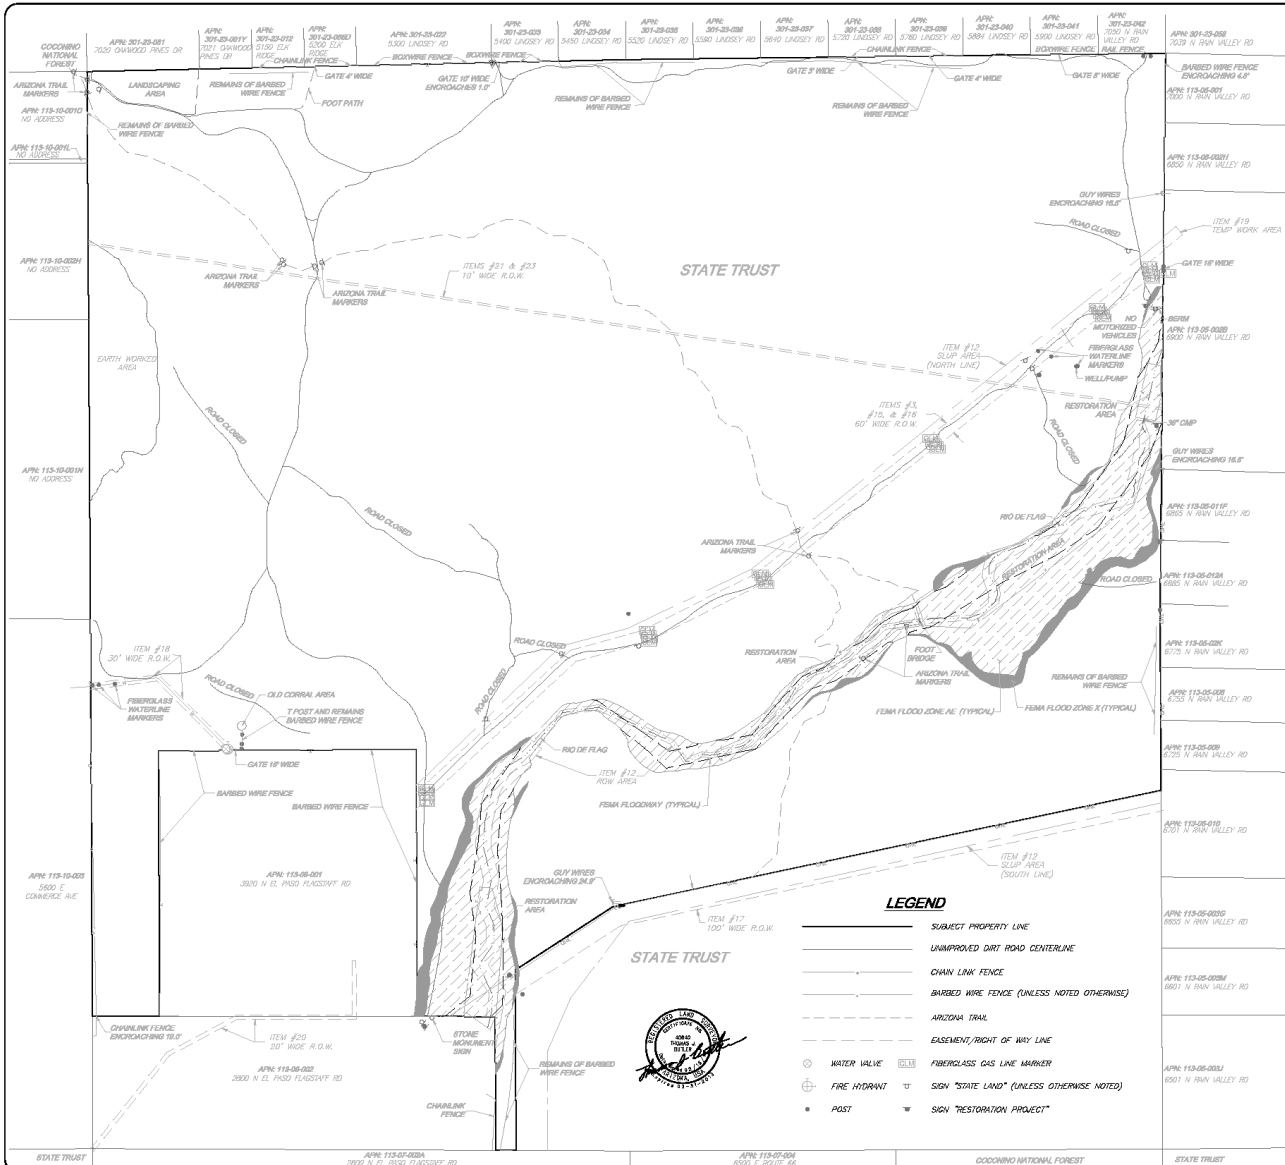 COCONINO
NATIONAL
FOREST
APN: 301-23-081
7020 OAKWOOD PINES DR
APN:
301-23-001Y
7021 OAKWOOD
PINES DR
APN:
301-23-012
5150 ELK
RIDGE
APN:
5200 ELK
RIDGE
APN: 301-23-022
5300 LINDSEY RD
APN:
301-23-033
5400 LINDSEY RD
APN:
301-23-034
5450 LINDSEY RD
APN:
301-23-035
5520 LINDSEY RD
APN:
301-23-036
5580 LINDSEY RD
APN:
301-23-037
5640 LINDSEY RD
APN:
301-23-038
5720 LINDSEY RD
APN:
301-23-039
5760 LINDSEY RD
APN:
301-23-040
5884 LINDSEY RD
APN:
301-23-041
5900 LINDSEY RD
APN:
301-23-042
7050 N RAIN
VALLEY RD
APN: 301-23-058
7039 N RAIN VALLEY RD
CHAINLINK FENCE
BOXWIRE FENCE
BOXWIRE FENCE
CHAINLINK FENCE
BOXWIRE FENCE
RAIL FENCE
BARBED WIRE FENCE
ARIZONA TRAIL
MARKERS
LANDSCAPING
AREA
REMAINS OF BARBED
WIRE FENCE
GATE 4' WIDE
FOOT PATH
GATE 10' WIDE
ENCROACHES 1.0'
REMAINS OF BARBED
WIRE FENCE
REMAINS OF BARBED
WIRE FENCE
GATE 4' WIDE
APN: 113-10-001D
NO ADDRESS
REMAINS OF BARBED
WIRE FENCE
APN: 113-10-001L
NO ADDRESS
APN: 113-05-001
7000 N RAIN VALLEY RD
APN: 113-05-002H
6950 N RAIN VALLEY RD
GUY WIRES
ROAD CLOSED
ITEM #19
TEMP WORK AREA
APN: 113-10-002H
NO ADDRESS
ARIZONA TRAIL
MARKERS
ARIZONA TRAIL
MARKERS
ITEMS #21 & #23
10' WIDE R.O.W.
STATE TRUST
GATE 16' WIDE
NO
MOTORIZED
VEHICLES
BERM
APN: 113-05-002B
6900 N RAIN VALLEY RD
ITEM #12
SLUP AREA
(NORTH LINE)
FIBERGLASS
WATERLINE
MARKERS
WELL/PUMP
EARTH WORKED
AREA
ITEMS #3,
#15, & #16
60' WIDE R.O.W.
RESTORATION
AREA
ROAD CLOSED
36" CMP
ROAD CLOSED
GUY WIRES
APN: 113-10-001N
NO ADDRESS
ROAD CLOSED
RIO DE FLAG
APN: 113-05-011F
6895 N RAIN VALLEY RD
ARIZONA TRAIL
MARKERS
RESTORATION AREA
ROAD CLOSED
APN: 113-05-012A
6885 N RAIN VALLEY RD
ITEM #18
30' WIDE R.O.W.
ROAD CLOSED
RESTORATION
AREA
FOOT
BRIDGE
ARIZONA TRAIL
MARKERS
APN: 113-05-02K
6775 N RAIN VALLEY RD
REMAINS OF BARBED
WIRE FENCE
ROAD CLOSED
OLD CORRAL AREA
T POST AND REMAINS
BARBED WIRE FENCE
FIBERGLASS
WATERLINE
MARKERS
ROAD CLOSED
FEMA FLOOD ZONE AE (TYPICAL)
FEMA FLOOD ZONE X (TYPICAL)
APN: 113-05-008
6755 N RAIN VALLEY RD
GATE 16' WIDE
RIO DE FLAG
ITEM #12
ROW AREA
APN: 113-05-009
6725 N RAIN VALLEY RD
BARBED WIRE FENCE
BARBED WIRE FENCE
FEMA FLOODWAY (TYPICAL)
APN: 113-05-010
6701 N RAIN VALLEY RD
APN: 113-10-003
5600 E
COMMERCE AVE
APN: 113-06-001
3920 N EL PASO FLAGSTAFF RD
GUY WIRES
RESTORATION
AREA
ITEM #12
SLUP AREA
(SOUTH LINE)
ITEM #17
100' WIDE R.O.W.
STATE TRUST
APN: 113-05-003G
6655 N RAIN VALLEY RD
LEGEND
SUBJECT PROPERTY LINE
UNIMPROVED DIRT ROAD CENTERLINE
CHAIN LINK FENCE
BARBED WIRE FENCE (UNLESS NOTED OTHERWISE)
ARIZONA TRAIL
EASEMENT/RIGHT OF WAY LINE
WATER VALVE
GLM
FIBERGLASS GAS LINE MARKER
FIRE HYDRANT
SIGN "STATE LAND" (UNLESS OTHERWISE NOTED)
POST
SIGN "RESTORATION PROJECT"
APN: 113-05-003M
6601 N RAIN VALLEY RD
CHAINLINK FENCE
ENCROACHING 19.0'
ITEM #20
20' WIDE R.O.W.
STONE
MONUMENT
SIGN
REGISTERED LAND SURVEYOR
40840
THOMAS J.
ARIZONA, USA
APN: 113-06-002
2800 N EL PASO FLAGSTAFF RD
REMAINS OF BARBED
WIRE FENCE
APN: 113-05-003J
6501 N RAIN VALLEY RD
CHAINLINK
FENCE
STATE TRUST
APN: 113-07-002A
2800 N EL PASO FLAGSTAFF RD
APN: 113-07-004
6500 E ROUTE 66
COCONINO NATIONAL FOREST
STATE TRUST